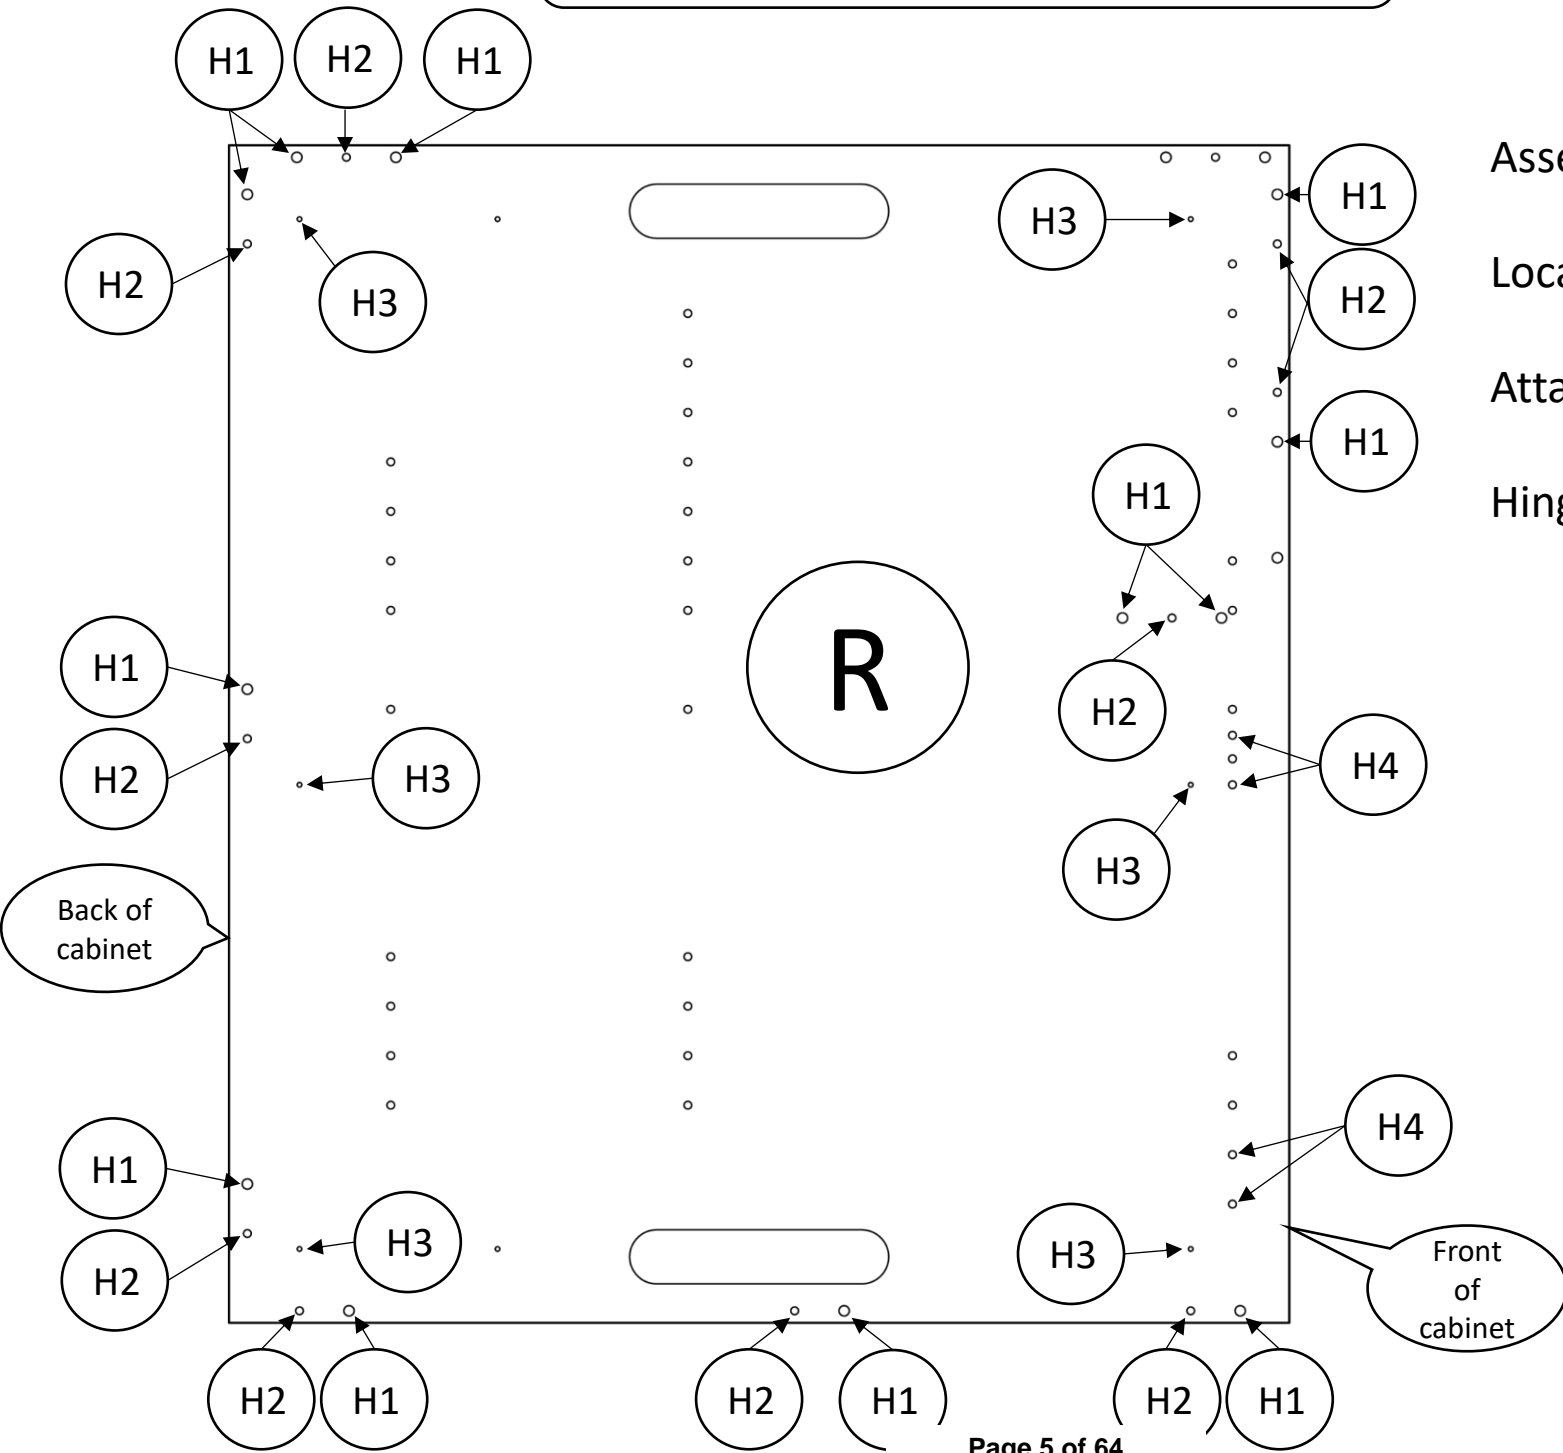 H1 H2 H1
Asse
H3 H1
H2 H3
Loca
H2
Atta
H1
H1
Hing
R
H1
H2
H2 H3 H4
H3
Back of
cabinet
H4
H1
H3 H3
H2
Front
of
cabinet
H2 H1 H2 H1 H2 H1
Page 5 of 64